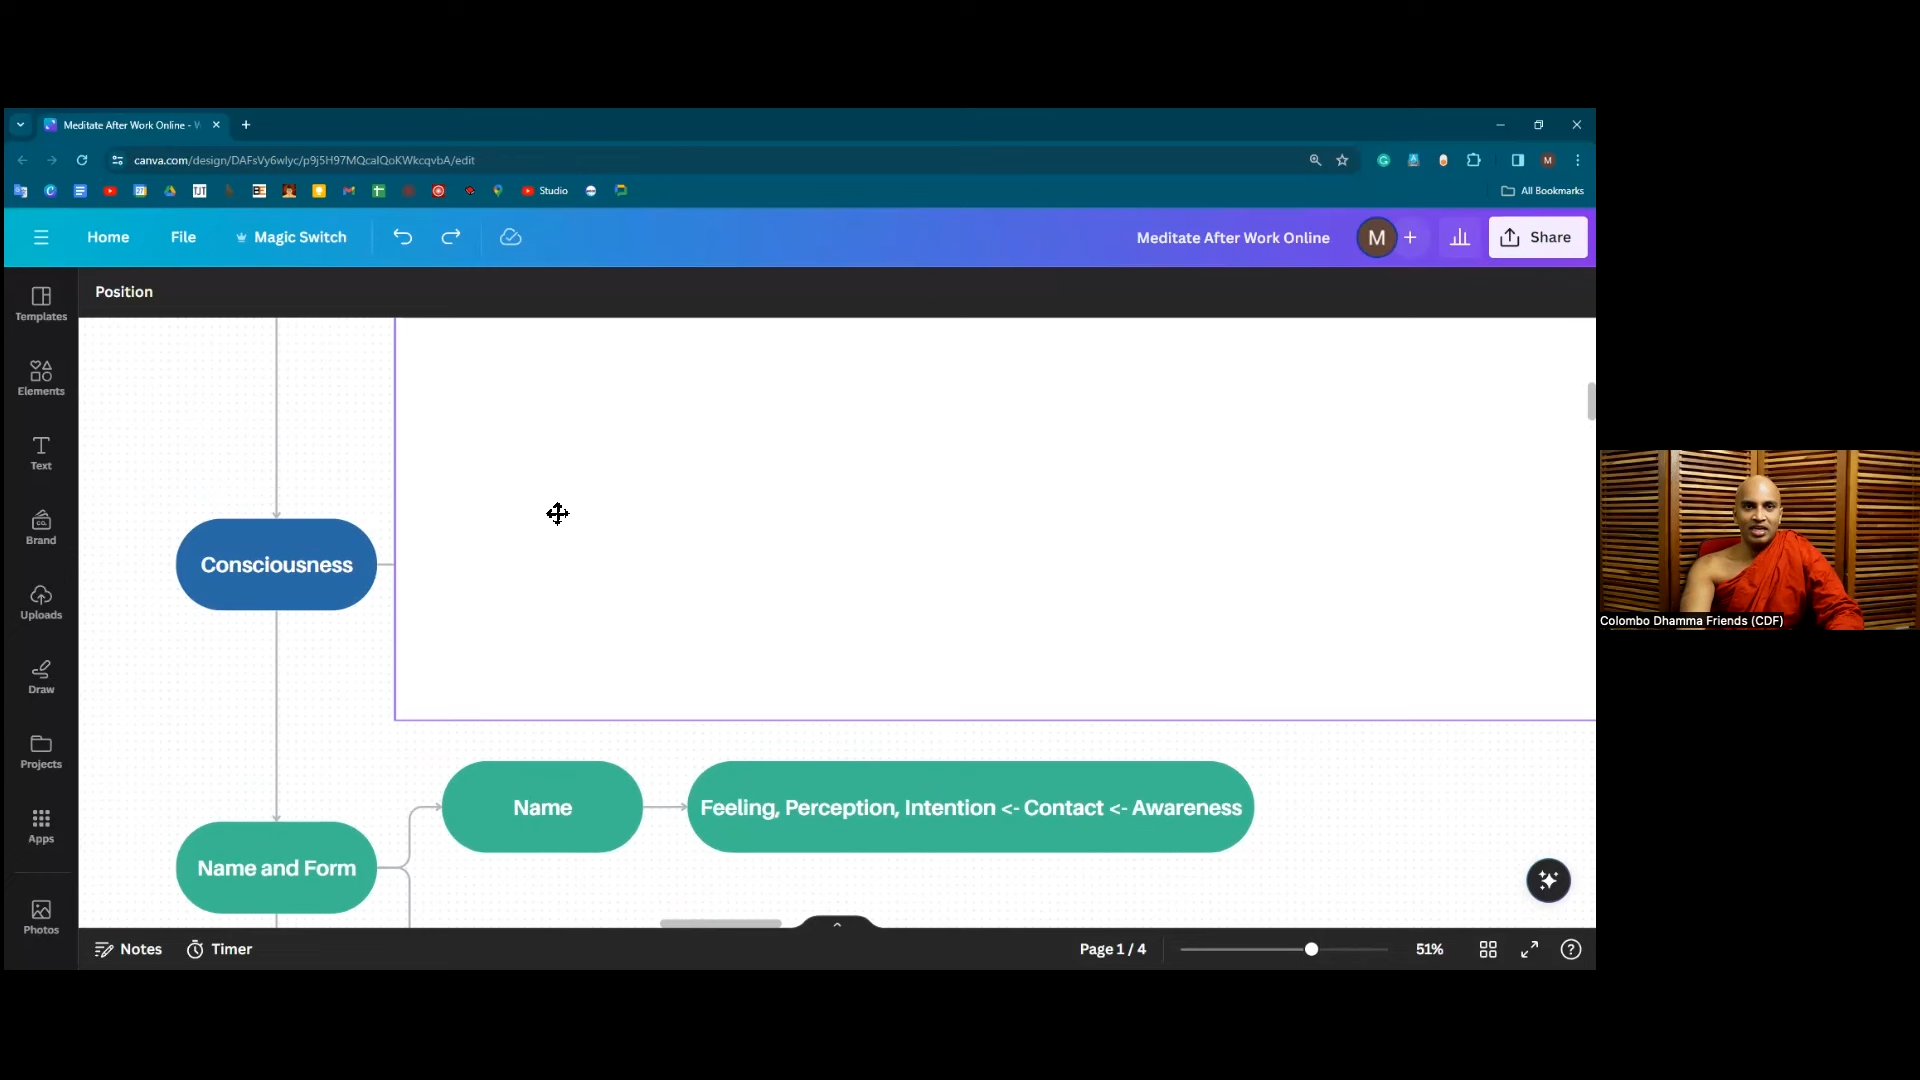 Meditate After Work Online - W
canva.com/design/DAFsVy6wlyc/p9j5H97MQcaIQoKWkcqvbA/edit
Studio
All Bookmarks
Home
File
Magic Switch
Meditate After Work Online
M
Share
Position
Templates
Elements
Text
Brand
Uploads
Draw
Projects
Apps
Photos
Consciousness
Name
Feeling, Perception, Intention <- Contact <- Awareness
Name and Form
Notes
Timer
Page 1 / 4
51%
Colombo Dhamma Friends (CDF)